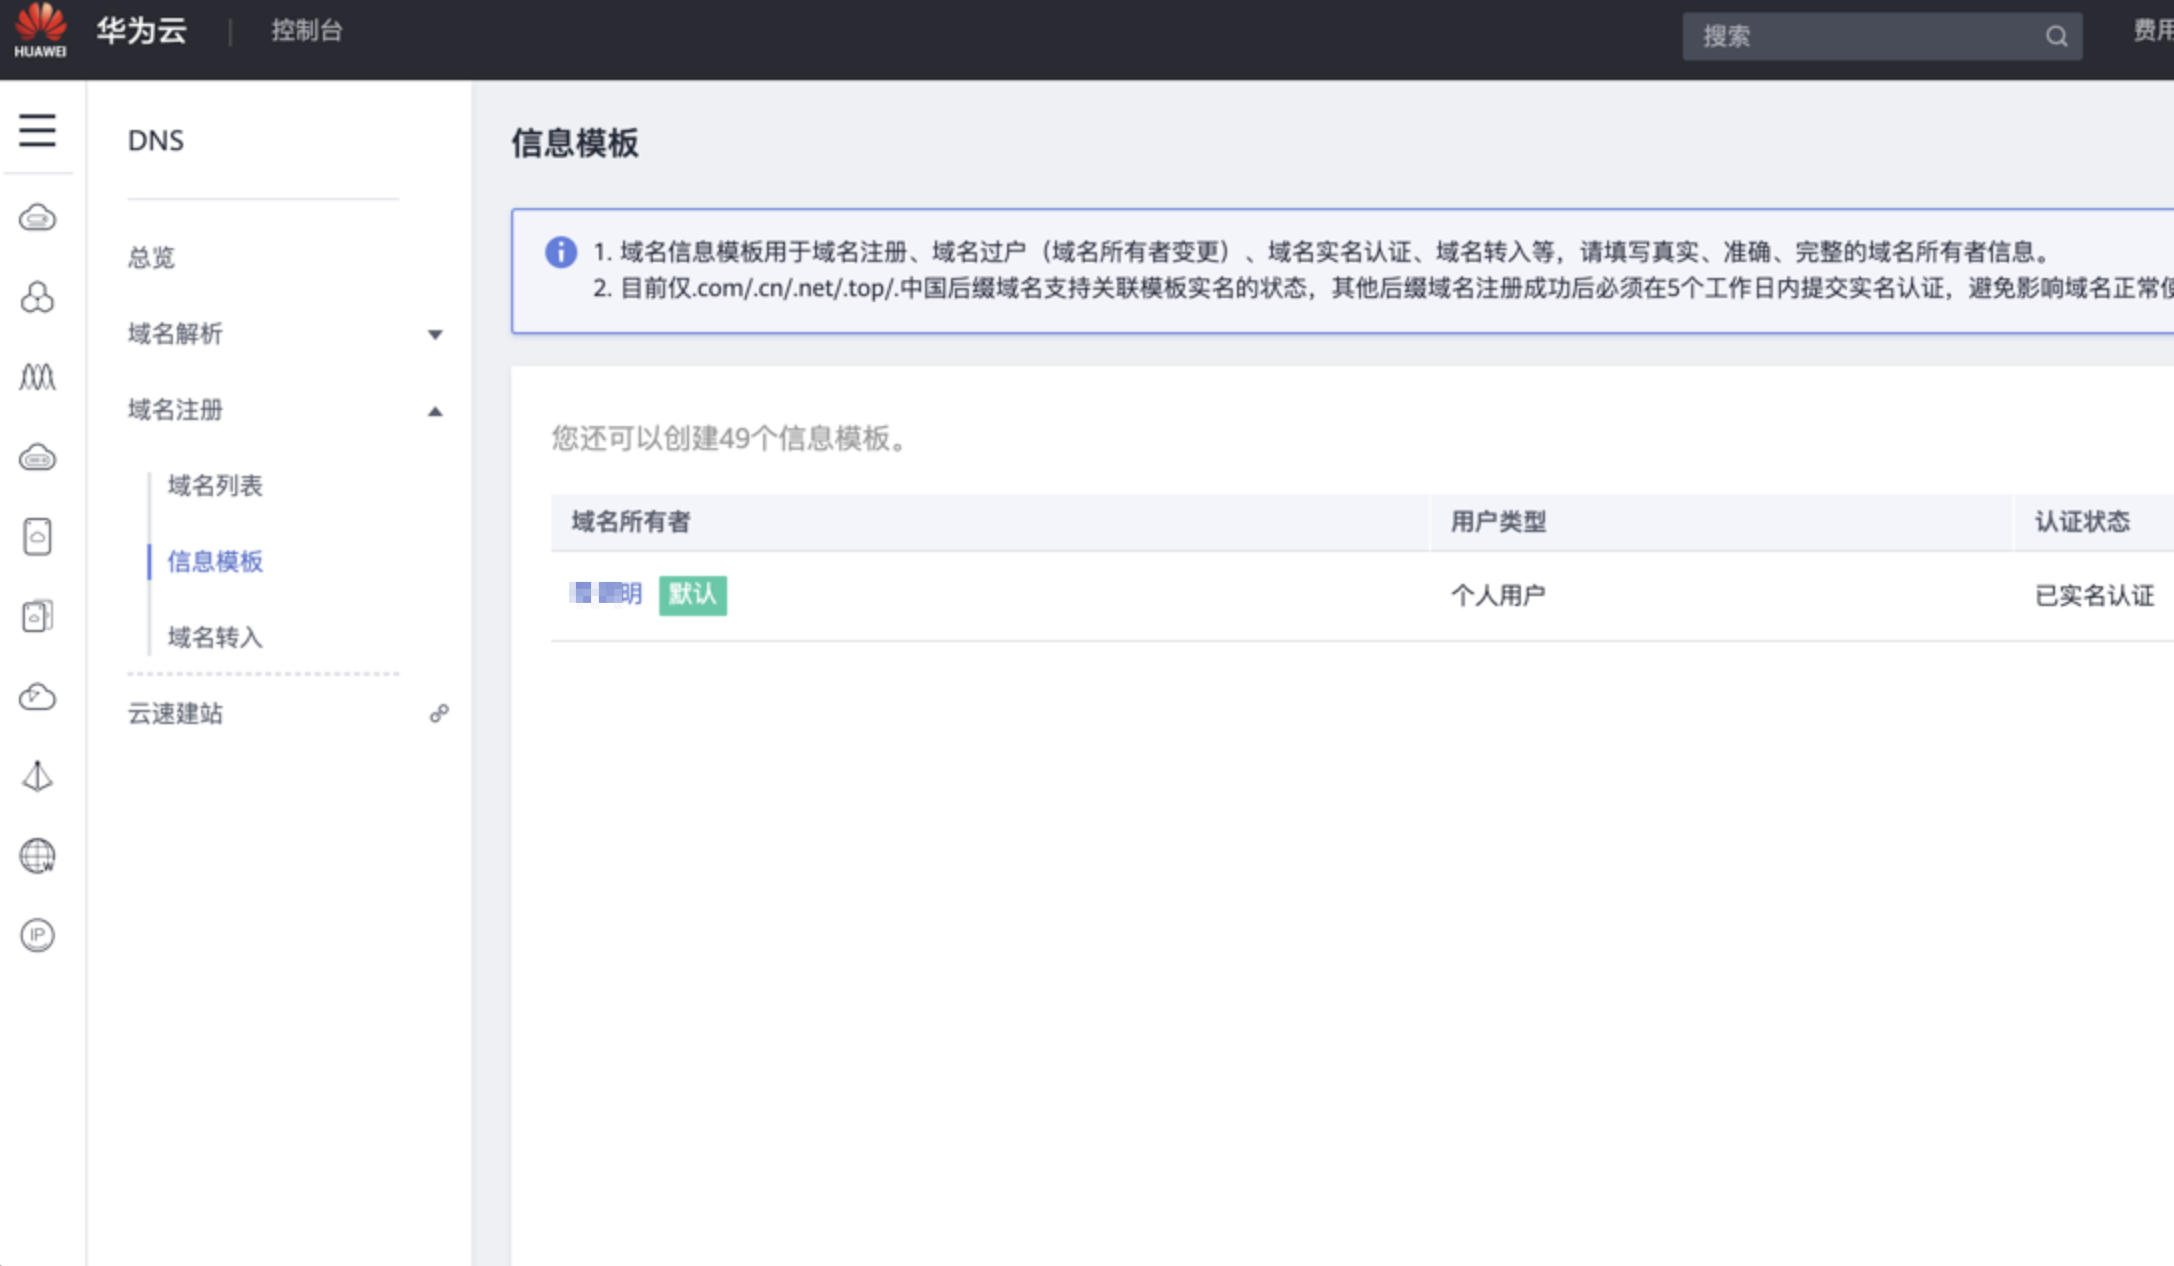 HUAWEI 华为云 控制台 搜索 费用
DNS
总览
域名解析
域名注册
域名列表
信息模板
域名转入
云速建站
信息模板
1. 域名信息模板用于域名注册、域名过户（域名所有者变更）、域名实名认证、域名转入等，请填写真实、准确、完整的域名所有者信息。
2. 目前仅.com/.cn/.net/.top/.中国后缀域名支持关联模板实名的状态，其他后缀域名注册成功后必须在5个工作日内提交实名认证，避免影响域名正常使
您还可以创建49个信息模板。
域名所有者 用户类型 认证状态
明 默认 个人用户 已实名认证
W
IP